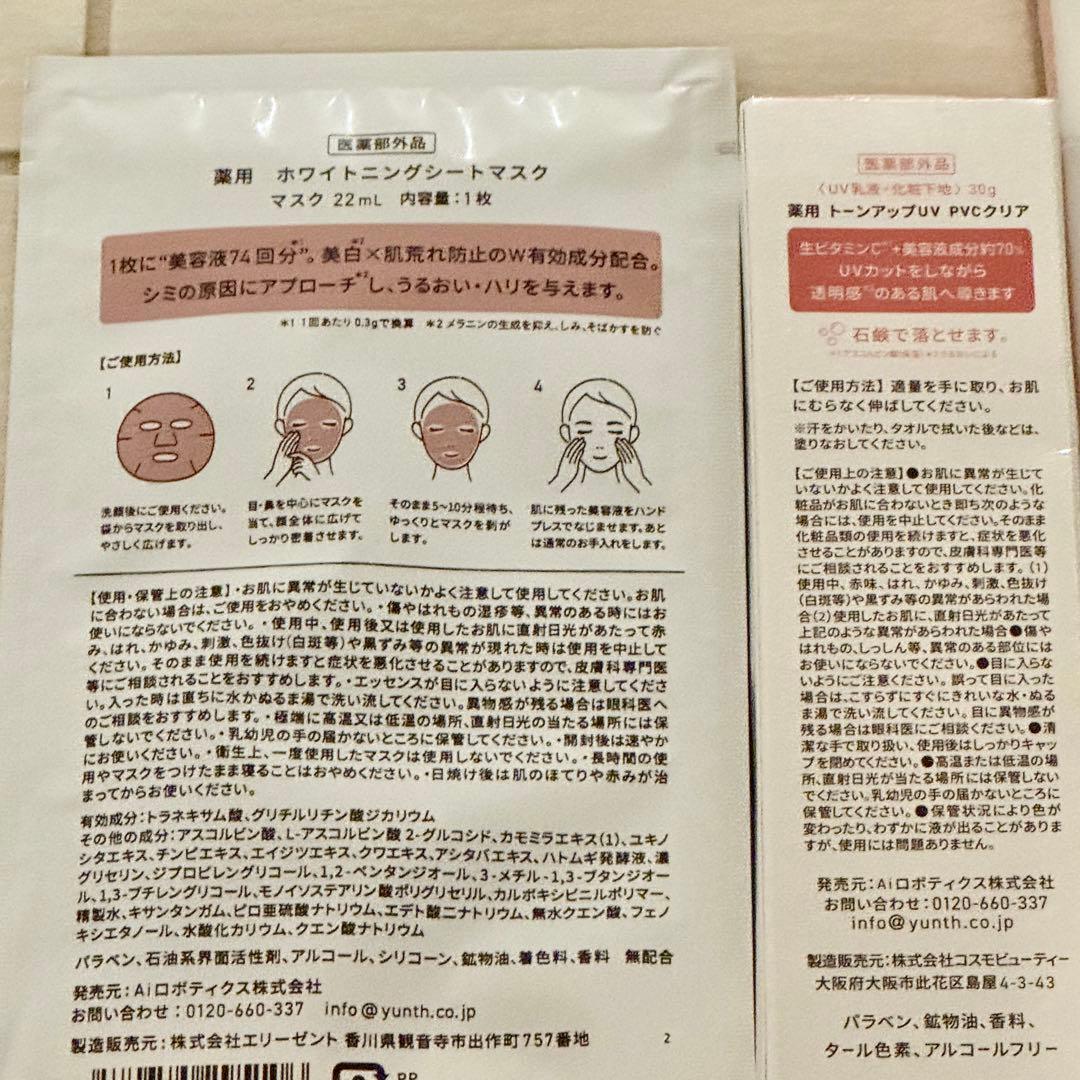 医薬部外品
薬用 ホワイトニングシートマスク
マスク 22mL 内容量:1枚
1枚に“美容液74回分*1”。美白*2×肌荒れ防止のW有効成分配合。
シミの原因にアプローチ*2し、うるおい・ハリを与えます。
*1 1回あたり0.3gで換算 *2 メラニンの生成を抑え、しみ、そばかすを防ぐ
【ご使用方法】
1
2
3
4
洗顔後にご使用ください。
袋からマスクを取り出し、
やさしく広げます。
目・鼻を中心にマスクを
当て、顔全体に広げて
しっかり密着させます。
そのまま5~10分程待ち、
ゆっくりとマスクを剥が
します。
肌に残った美容液をハンド
プレスでなじませます。あと
は通常のお手入れをします。
【使用・保管上の注意】・お肌に異常が生じていないかよく注意して使用してください。お肌
に合わない場合は、ご使用をおやめください。・傷やはれもの湿疹等、異常のある時にはお
使いにならないでください。・使用中、使用後又は使用したお肌に直射日光があたって赤
み、はれ、かゆみ、刺激、色抜け(白斑等)や黒ずみ等の異常が現れた時は使用を中止して
ください。そのまま使用を続けますと症状を悪化させることがありますので、皮膚科専門医
等にご相談されることをおすすめします。・エッセンスが目に入らないように注意してくださ
い。入った時は直ちに水かぬるま湯で洗い流してください。異物感が残る場合は眼科医へ
のご相談をおすすめします。・極端に高温又は低温の場所、直射日光の当たる場所には保
管しないでください。・乳幼児の手の届かないところに保管してください。・開封後は速やか
にお使いください。・衛生上、一度使用したマスクは使用しないでください。・長時間の使
用やマスクをつけたまま寝ることはおやめください。・日焼け後は肌のほてりや赤みが治
まってからお使いください。
有効成分:トラネキサム酸、グリチルリチン酸ジカリウム
その他の成分:アスコルビン酸、L-アスコルビン酸 2-グルコシド、カモミラエキス(1)、ユキノ
シタエキス、チンピエキス、エイジツエキス、クワエキス、アシタバエキス、ハトムギ発酵液、濃
グリセリン、ジプロピレングリコール、1,2-ペンタンジオール、3-メチル-1,3-ブタンジオー
ル、1,3-ブチレングリコール、モノイソステアリン酸ポリグリセリル、カルボキシビニルポリマー、
精製水、キサンタンガム、ピロ亜硫酸ナトリウム、エデト酸二ナトリウム、無水クエン酸、フェノ
キシエタノール、水酸化カリウム、クエン酸ナトリウム
パラベン、石油系界面活性剤、アルコール、シリコーン、鉱物油、着色料、香料 無配合
発売元:Aiロボティクス株式会社
お問い合わせ:0120-660-337 info@yunth.co.jp
製造販売元:株式会社エリーゼント 香川県観音寺市出作町757番地
2
医薬部外品
〈UV乳液・化粧下地〉30g
薬用 トーンアップUV PVCクリア
生ビタミンC*1+美容液成分約70%
UVカットをしながら
透明感*2のある肌へ導きます
石鹸で落とせます。
*1 アスコルビン酸(保湿) *2 うるおいによる
【ご使用方法】適量を手に取り、お肌
にむらなく伸ばしてください。
※汗をかいたり、タオルで拭いた後などは、
塗りなおしてください。
【ご使用上の注意】●お肌に異常が生じて
いないかよく注意して使用してください。化
粧品がお肌に合わないとき即ち次のような
場合には、使用を中止してください。そのまま
化粧品類の使用を続けますと、症状を悪化
させることがありますので、皮膚科専門医等
にご相談されることをおすすめします。(1)
使用中、赤味、はれ、かゆみ、刺激、色抜け
(白斑等)や黒ずみ等の異常があらわれた場
合(2)使用したお肌に、直射日光があたって
上記のような異常があらわれた場合●傷や
はれもの、しっしん等、異常のある部位には
お使いにならないでください。●目に入らな
いようにご注意ください。誤って目に入った
場合は、こすらずにすぐにきれいな水・ぬる
ま湯で洗い流してください。目に異物感が
残る場合は眼科医にご相談ください。●清
潔な手で取り扱い、使用後はしっかりキャッ
プを閉めてください。●高温または低温の場
所、直射日光が当たる場所には保管しない
でください。乳幼児の手の届かないところに
保管してください。●保管状況により色が
変わったり、わずかに液が出ることがありま
すが、使用には問題ありません。
発売元:Aiロボティクス株式会社
お問い合わせ:0120-660-337
info@yunth.co.jp
製造販売元:株式会社コスモビューティー
大阪府大阪市此花区島屋4-3-43
パラベン、鉱物油、香料、
タール色素、アルコールフリー